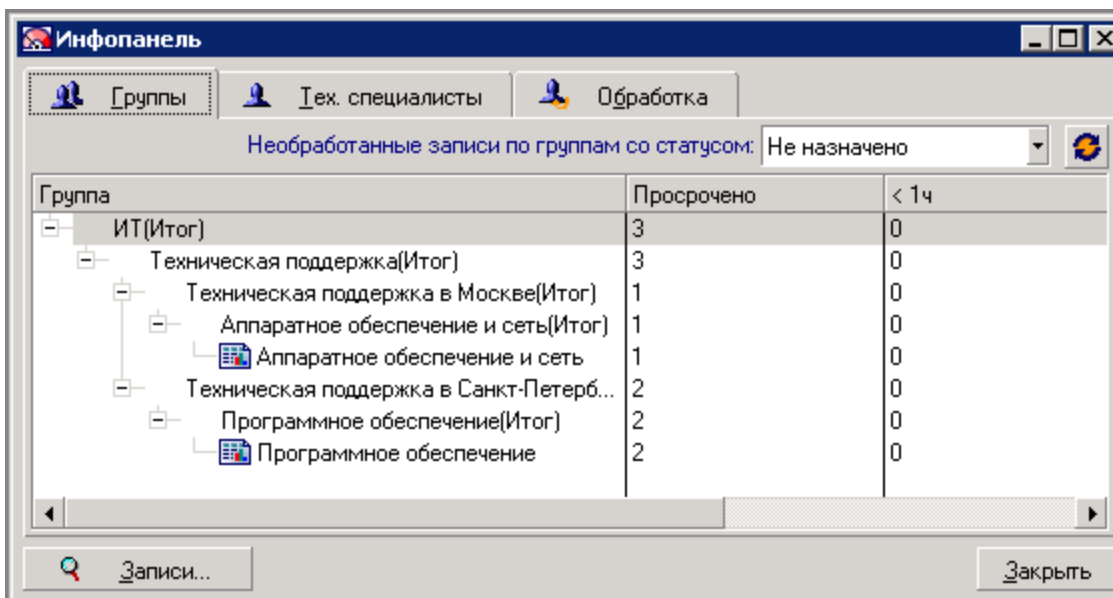 Инфопанель
Группы Тех. специалисты Обработка
Необработанные записи по группам со статусом: Не назначено
Группа Просрочено < 1ч
ИТ(Итог) 3 0
Техническая поддержка(Итог) 3 0
Техническая поддержка в Москве(Итог) 1 0
Аппаратное обеспечение и сеть(Итог) 1 0
Аппаратное обеспечение и сеть 1 0
Техническая поддержка в Санкт-Петерб... 2 0
Программное обеспечение(Итог) 2 0
Программное обеспечение 2 0
Записи... Закрыть